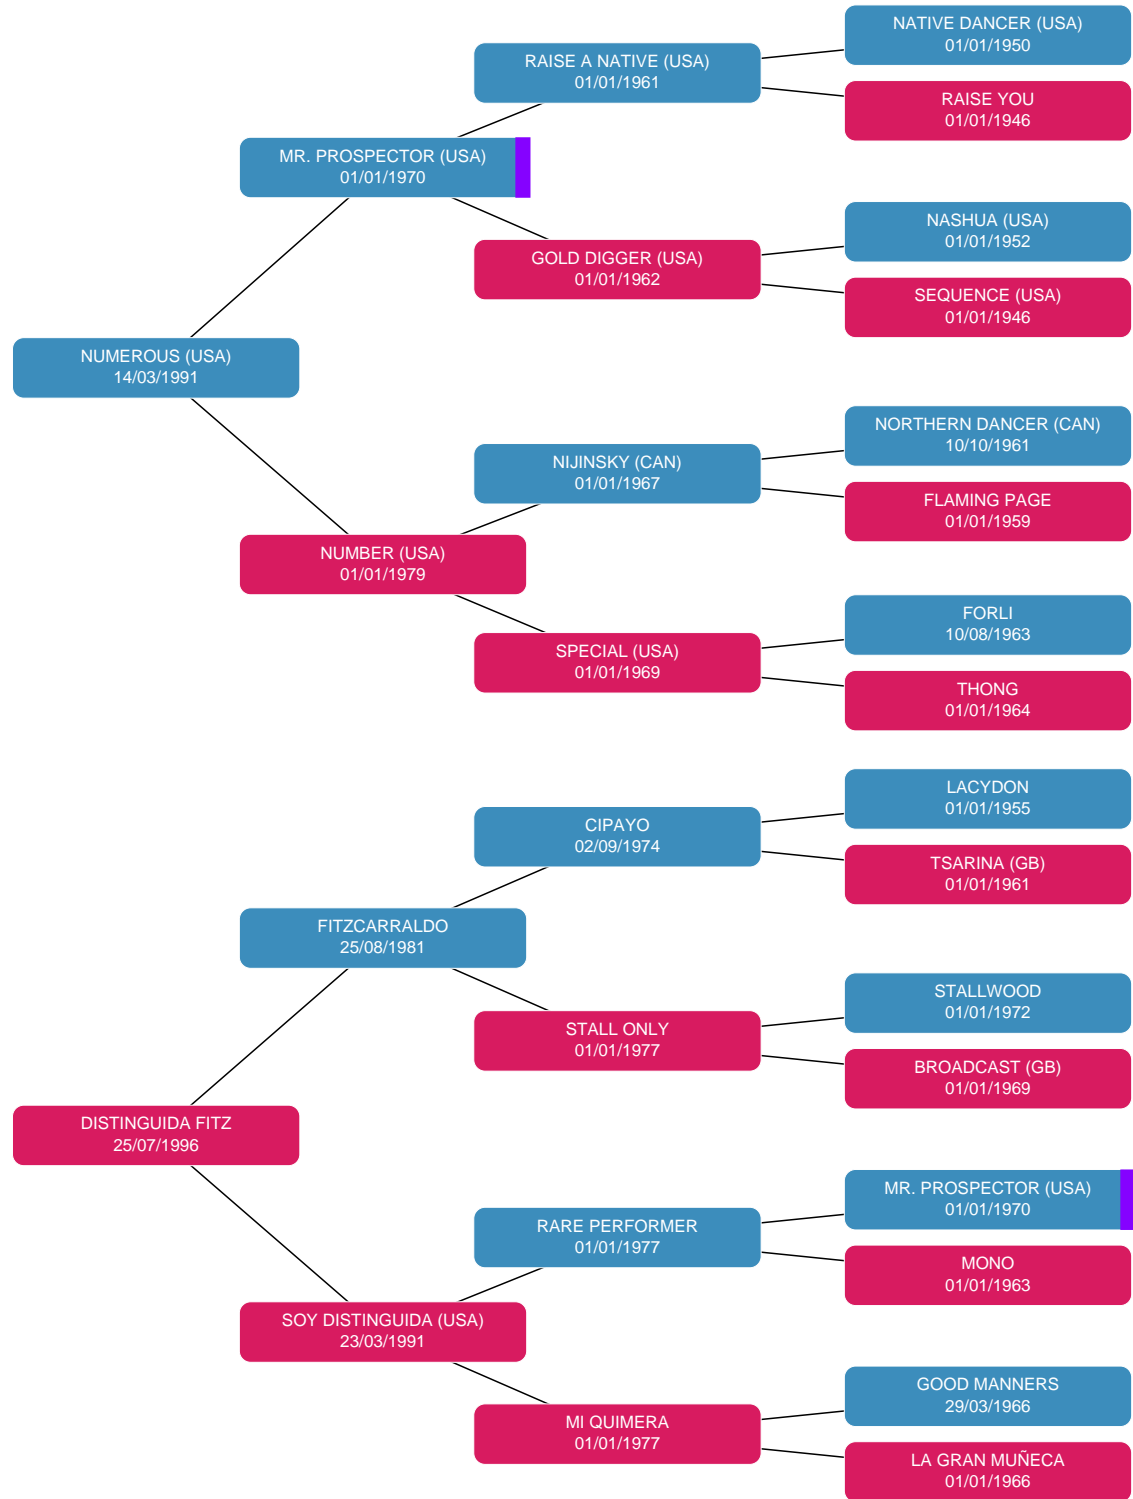 NATIVE DANCER (USA)
01/01/1950
RAISE A NATIVE (USA)
01/01/1961
RAISE YOU
01/01/1946
MR. PROSPECTOR (USA)
01/01/1970
NASHUA (USA)
01/01/1952
GOLD DIGGER (USA)
01/01/1962
SEQUENCE (USA)
01/01/1946
NUMEROUS (USA)
14/03/1991
NORTHERN DANCER (CAN)
10/10/1961
NIJINSKY (CAN)
01/01/1967
FLAMING PAGE
01/01/1959
NUMBER (USA)
01/01/1979
FORLI
10/08/1963
SPECIAL (USA)
01/01/1969
THONG
01/01/1964
LACYDON
01/01/1955
CIPAYO
02/09/1974
TSARINA (GB)
01/01/1961
FITZCARRALDO
25/08/1981
STALLWOOD
01/01/1972
STALL ONLY
01/01/1977
BROADCAST (GB)
01/01/1969
DISTINGUIDA FITZ
25/07/1996
MR. PROSPECTOR (USA)
01/01/1970
RARE PERFORMER
01/01/1977
MONO
01/01/1963
SOY DISTINGUIDA (USA)
23/03/1991
GOOD MANNERS
29/03/1966
MI QUIMERA
01/01/1977
LA GRAN MUÑECA
01/01/1966